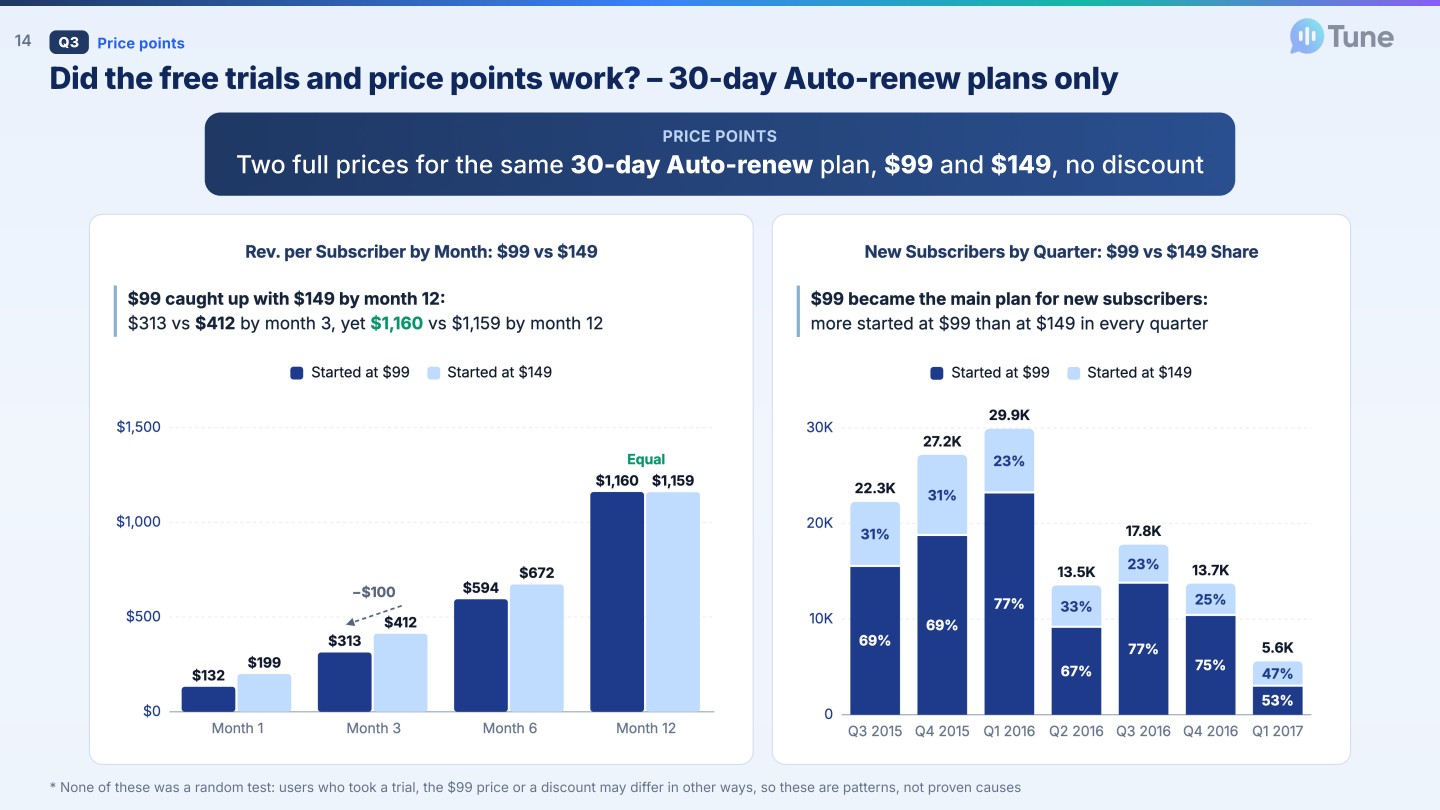 14
Q3
Price points
Tune
Did the free trials and price points work? – 30-day Auto-renew plans only
PRICE POINTS
Two full prices for the same 30-day Auto-renew plan, $99 and $149, no discount
Rev. per Subscriber by Month: $99 vs $149
$99 caught up with $149 by month 12:
$313 vs $412 by month 3, yet $1,160 vs $1,159 by month 12
Started at $99
Started at $149
$1,500
$1,000
$500
$0
$132
$199
~$100
$313
$412
$594
$672
Equal
$1,160
$1,159
Month 1
Month 3
Month 6
Month 12
New Subscribers by Quarter: $99 vs $149 Share
$99 became the main plan for new subscribers:
more started at $99 than at $149 in every quarter
Started at $99
Started at $149
30K
20K
10K
0
22.3K
31%
69%
27.2K
31%
69%
29.9K
23%
77%
13.5K
33%
67%
17.8K
23%
77%
13.7K
25%
75%
5.6K
47%
53%
Q3 2015
Q4 2015
Q1 2016
Q2 2016
Q3 2016
Q4 2016
Q1 2017
* None of these was a random test: users who took a trial, the $99 price or a discount may differ in other ways, so these are patterns, not proven causes